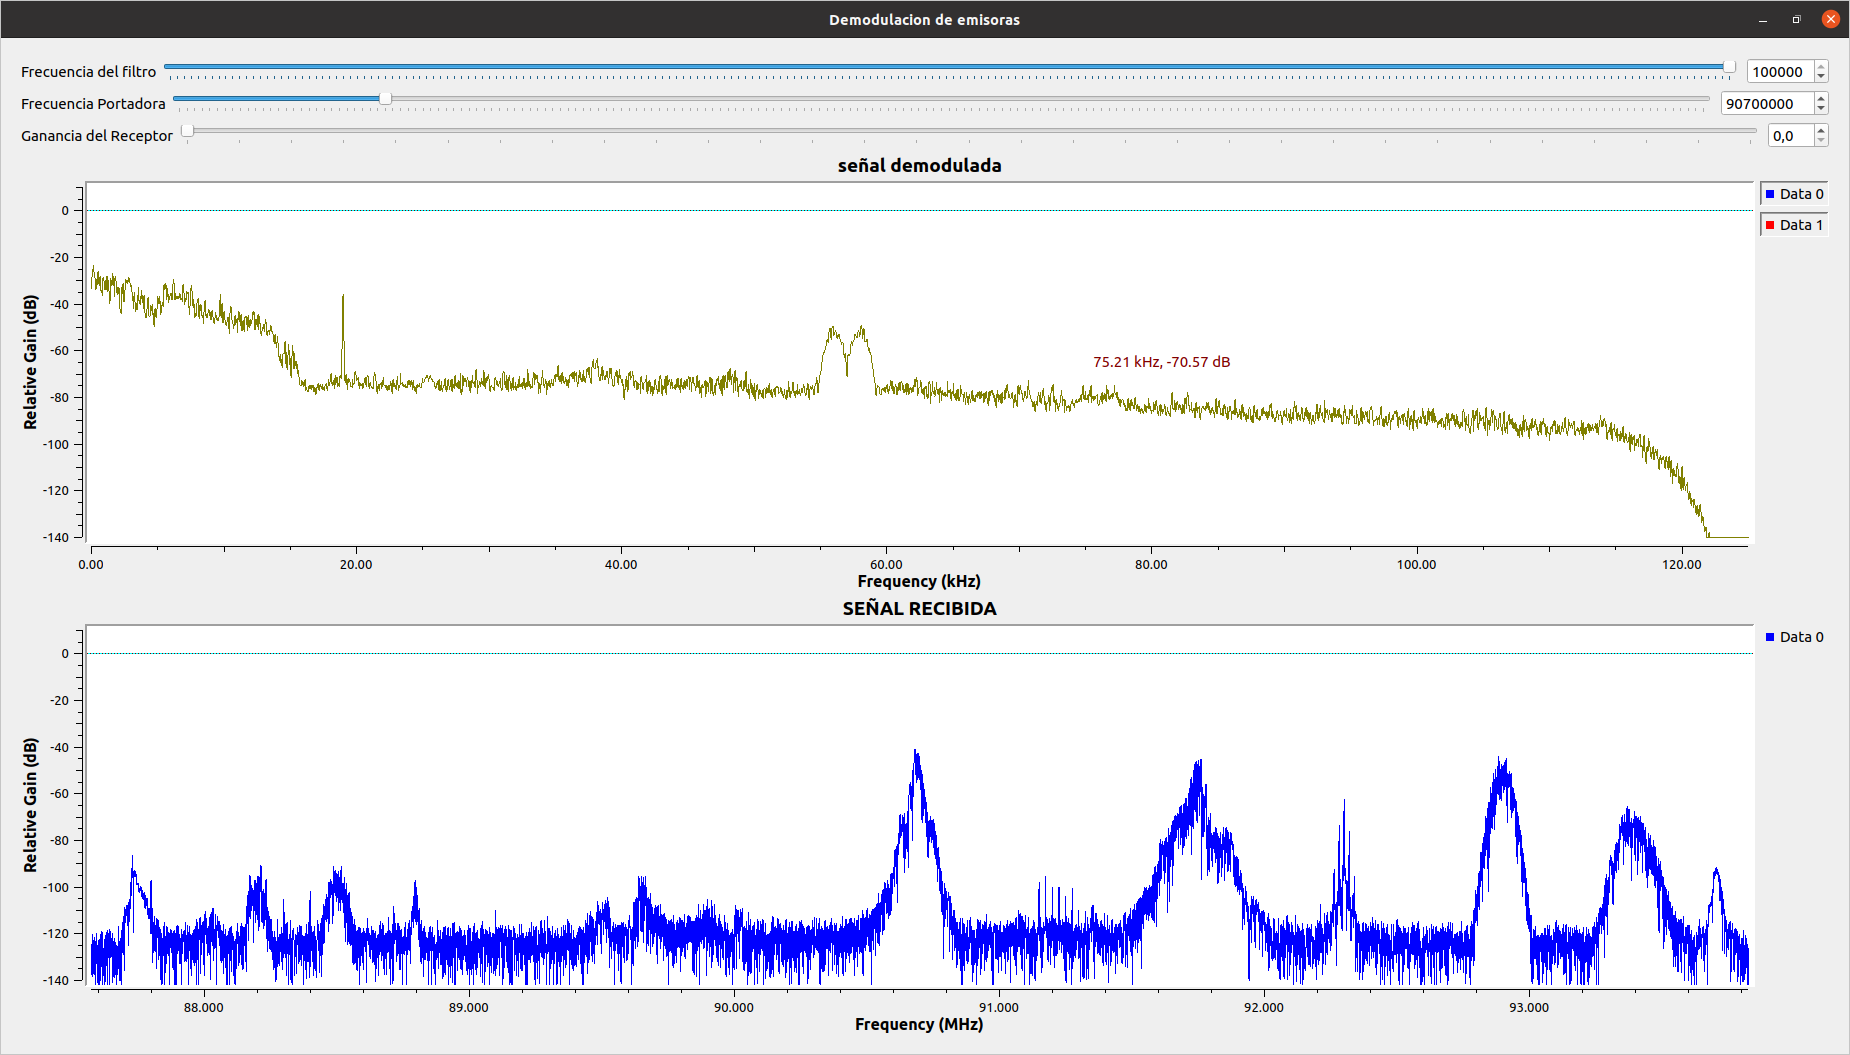 Demodulacion de emisoras
Frecuencia del filtro 100000
Frecuencia Portadora 90700000
Ganancia del Receptor 0,0
señal demodulada
Data 0
Data 1
Relative Gain (dB)
0
-20
-40
-60
-80
-100
-120
-140
75.21 kHz, -70.57 dB
0.00 20.00 40.00 60.00 80.00 100.00 120.00
Frequency (kHz)
SEÑAL RECIBIDA
Data 0
Relative Gain (dB)
0
-20
-40
-60
-80
-100
-120
-140
88.000 89.000 90.000 91.000 92.000 93.000
Frequency (MHz)